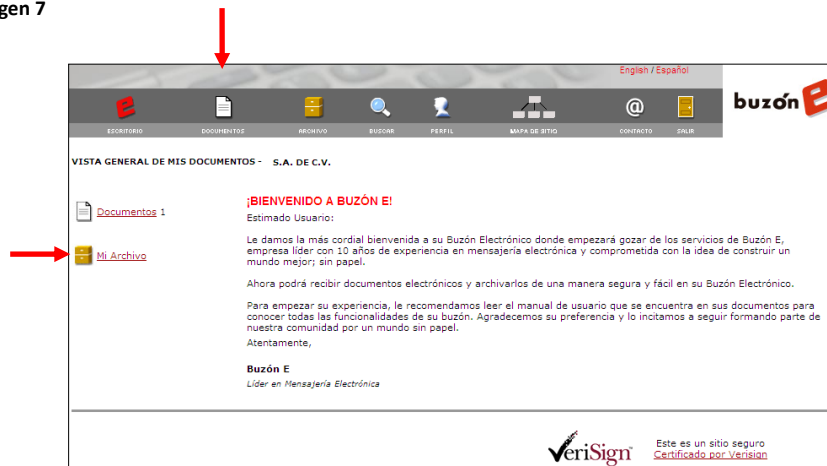 gen 7
English / Español
buzón e
ESCRITORIO DOCUMENTOS ARCHIVO BUSCAR PERFIL MAPA DE SITIO CONTACTO SALIR
VISTA GENERAL DE MIS DOCUMENTOS - S.A. DE C.V.
Documentos 1
Mi Archivo
¡BIENVENIDO A BUZÓN E!
Estimado Usuario:
Le damos la más cordial bienvenida a su Buzón Electrónico donde empezará gozar de los servicios de Buzón E,
empresa líder con 10 años de experiencia en mensajería electrónica y comprometida con la idea de construir un
mundo mejor; sin papel.
Ahora podrá recibir documentos electrónicos y archivarlos de una manera segura y fácil en su Buzón Electrónico.
Para empezar su experiencia, le recomendamos leer el manual de usuario que se encuentra en sus documentos para
conocer todas las funcionalidades de su buzón. Agradecemos su preferencia y lo incitamos a seguir formando parte de
nuestra comunidad por un mundo sin papel.
Atentamente,
Buzón E
Líder en Mensajería Electrónica
VeriSign
Este es un sitio seguro
Certificado por Verisign